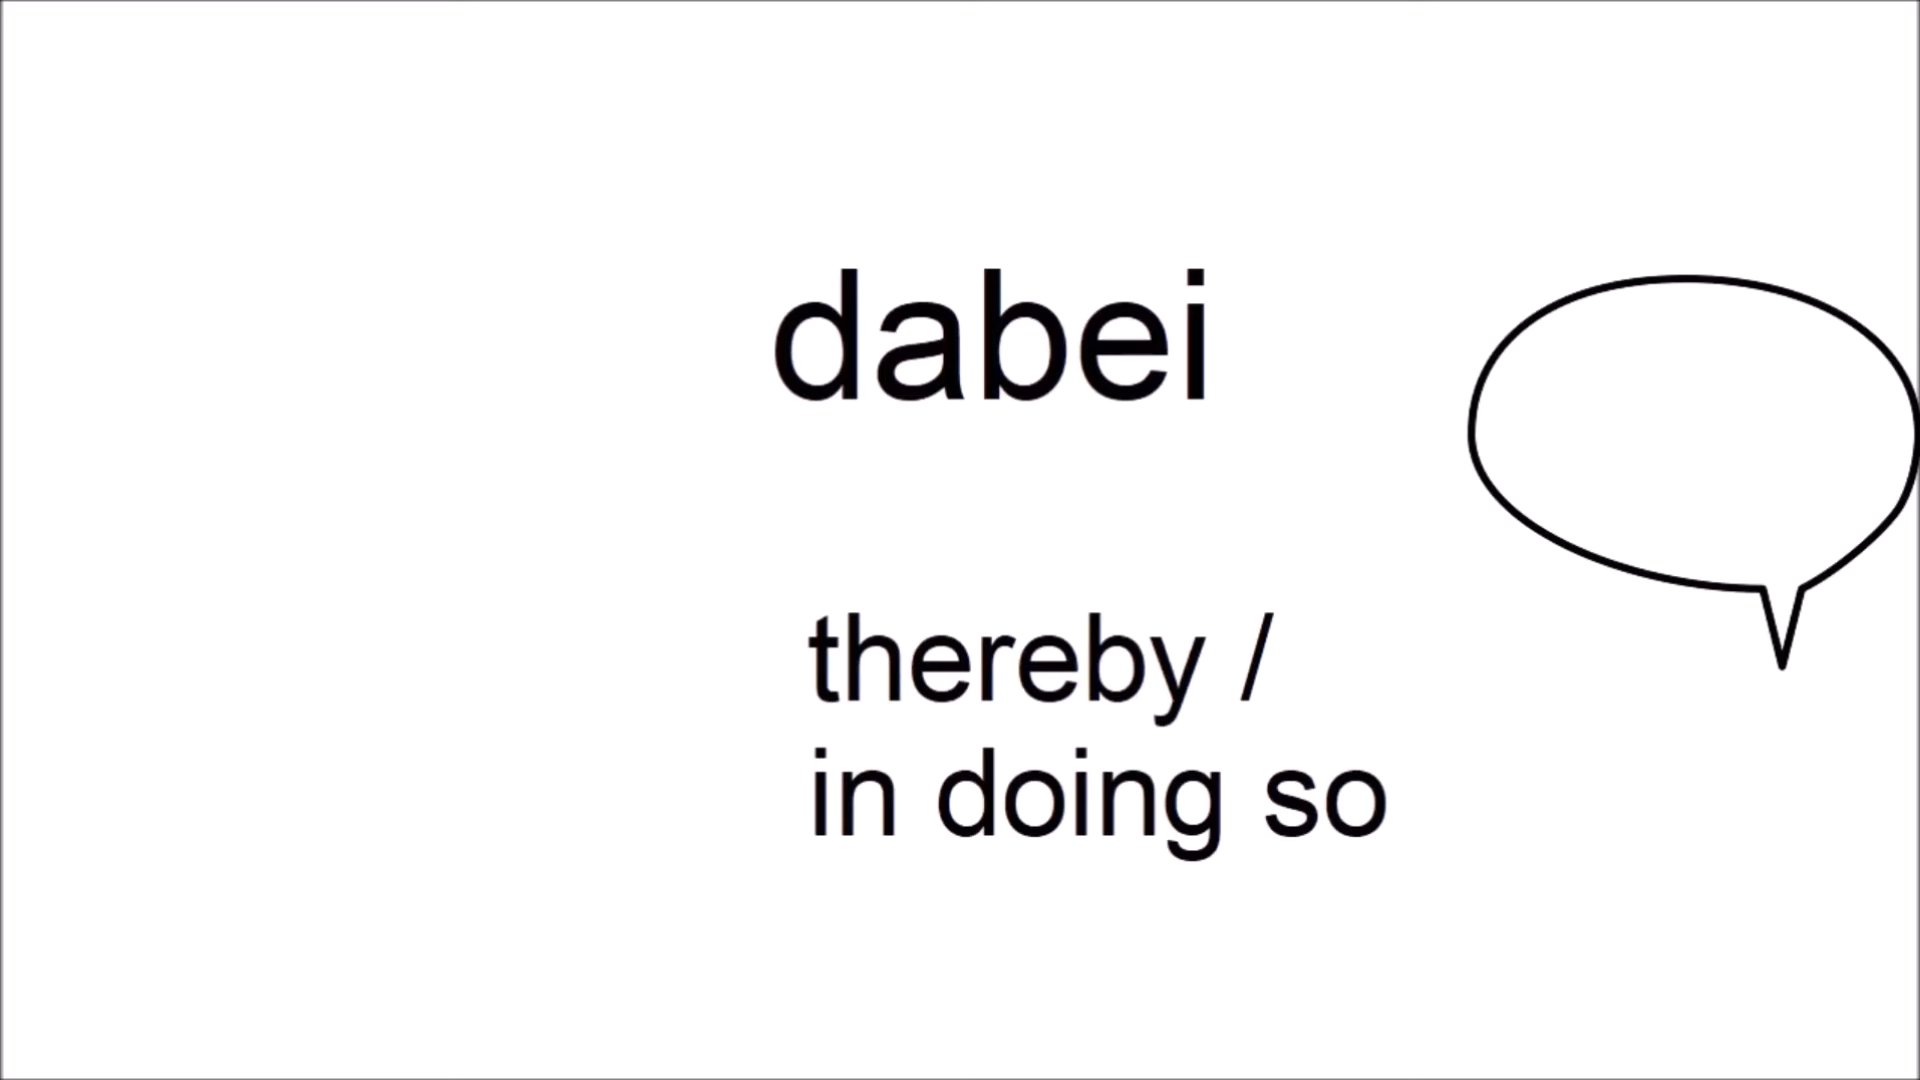 dabei
thereby /
in doing so